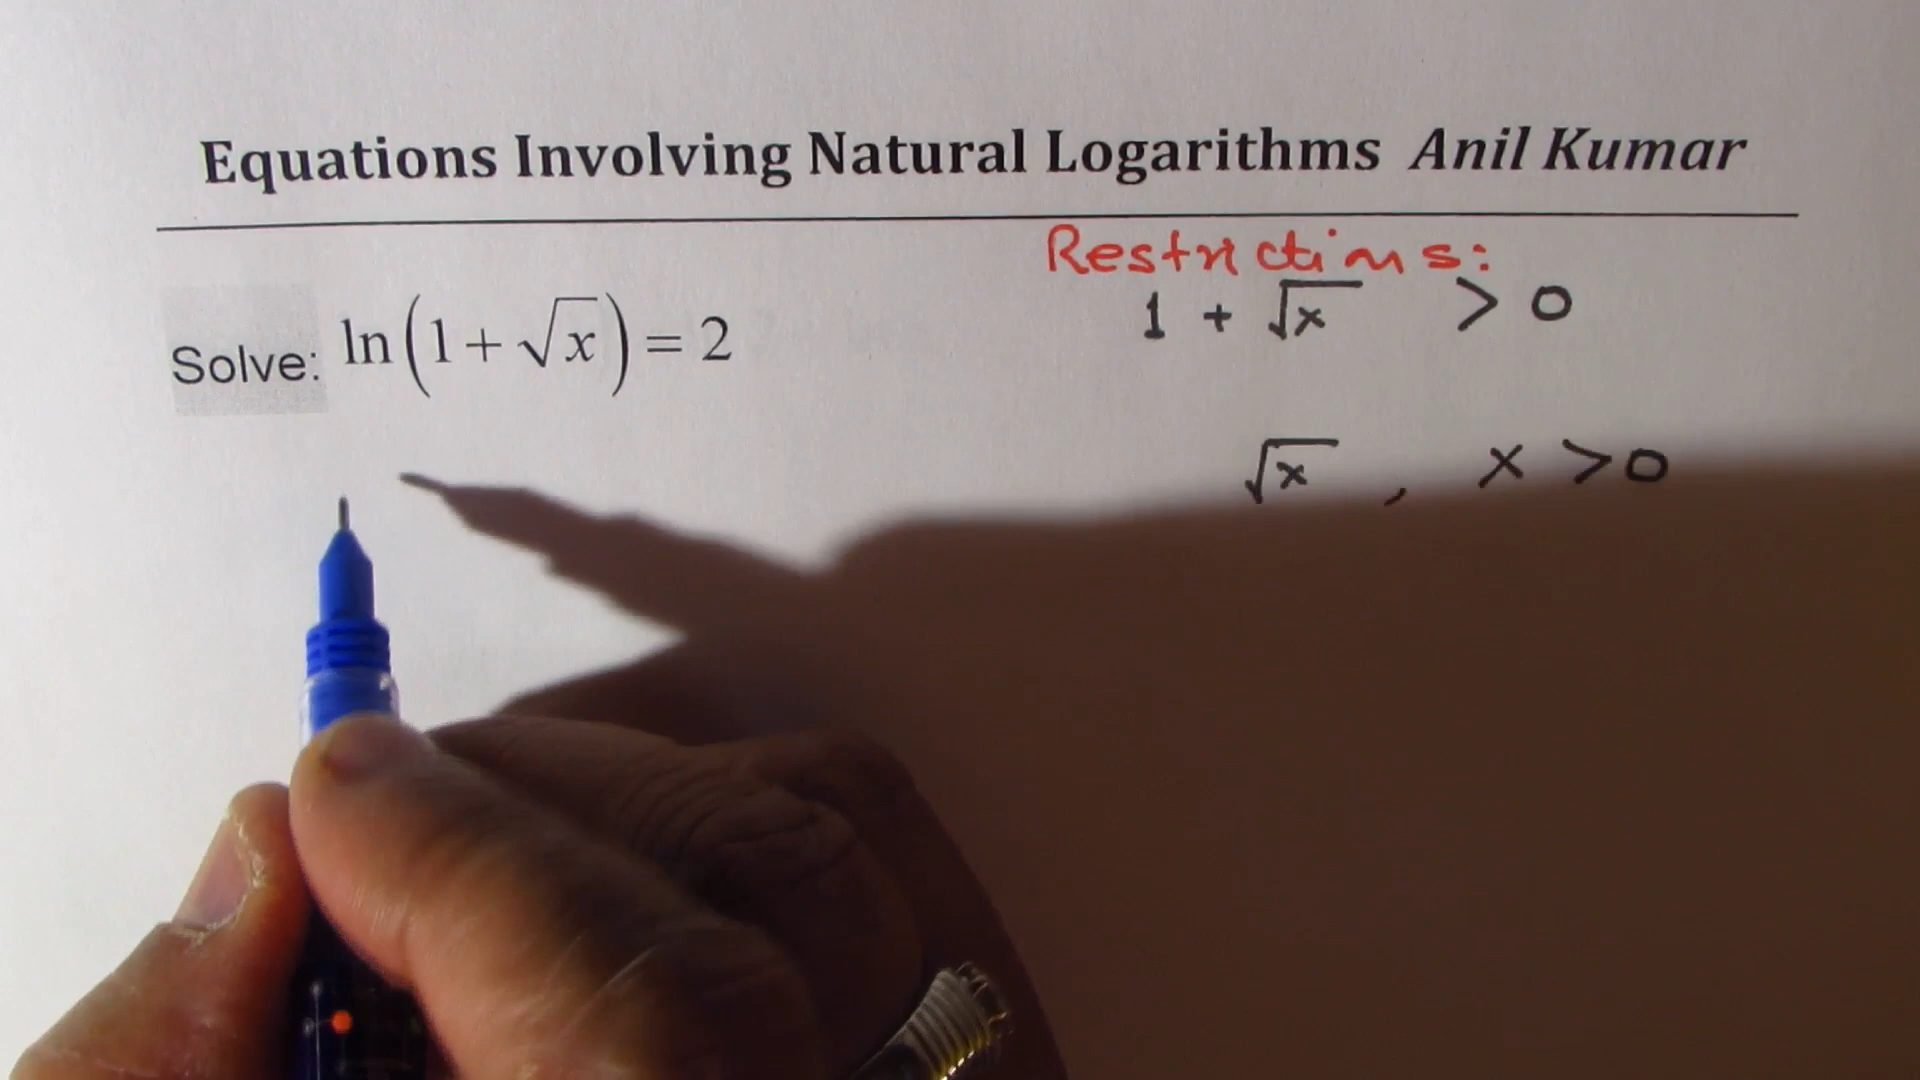 Equations Involving Natural Logarithms Anil Kumar
Restrictions:
Solve: ln(1+√x)=2
1 + √x > 0
√x , x > 0